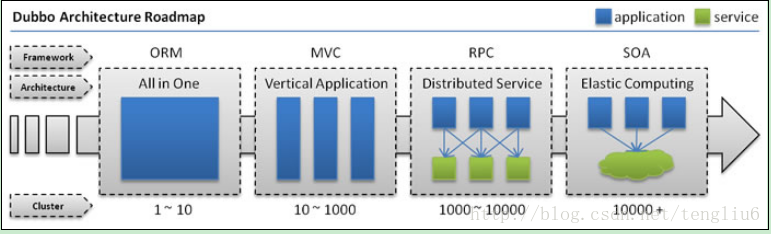 Dubbo Architecture Roadmap
application
service
Framework
ORM
MVC
RPC
SOA
Architecture
All in One
Vertical Application
Distributed Service
Elastic Computing
Cluster
1 ~ 10
10 ~ 1000
1000 ~ 10000
10000 +
http://blog.csdn.net/tengliu6